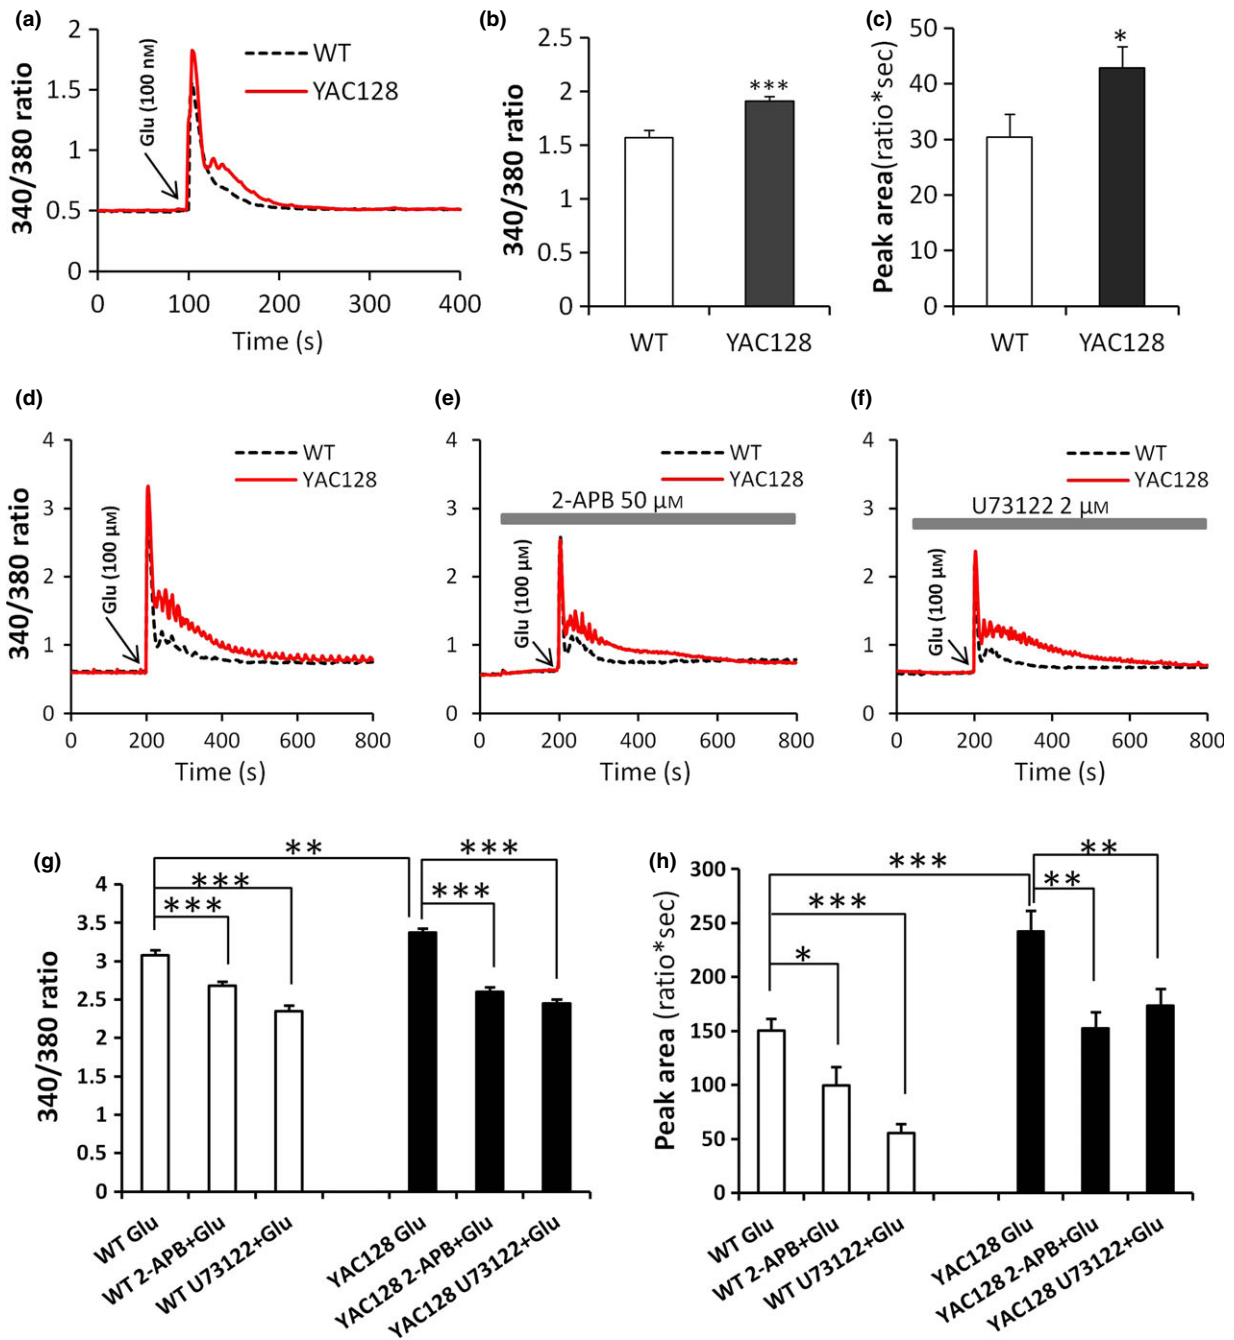 (a)
2
1.5
1
0.5
0
340/380 ratio
Glu (100 nM)
WT
YAC128
0 100 200 300 400
Time (s)
(b)
2.5
2
1.5
1
0.5
0
340/380 ratio
***
WT YAC128
(c)
50
40
30
20
10
0
Peak area(ratio*sec)
*
WT YAC128
(d)
4
3
2
1
0
340/380 ratio
Glu (100 μM)
WT
YAC128
0 200 400 600 800
Time (s)
(e)
4
3
2
1
0
WT
YAC128
2-APB 50 μM
Glu (100 μM)
0 200 400 600 800
Time (s)
(f)
4
3
2
1
0
WT
YAC128
U73122 2 μM
Glu (100 μM)
0 200 400 600 800
Time (s)
(g)
4
3.5
3
2.5
2
1.5
1
0.5
0
340/380 ratio
**
***
***
***
***
WT Glu
WT 2-APB+Glu
WT U73122+Glu
YAC128 Glu
YAC128 2-APB+Glu
YAC128 U73122+Glu
(h)
300
250
200
150
100
50
0
Peak area (ratio*sec)
***
**
**
***
*
WT Glu
WT 2-APB+Glu
WT U73122+Glu
YAC128 Glu
YAC128 2-APB+Glu
YAC128 U73122+Glu